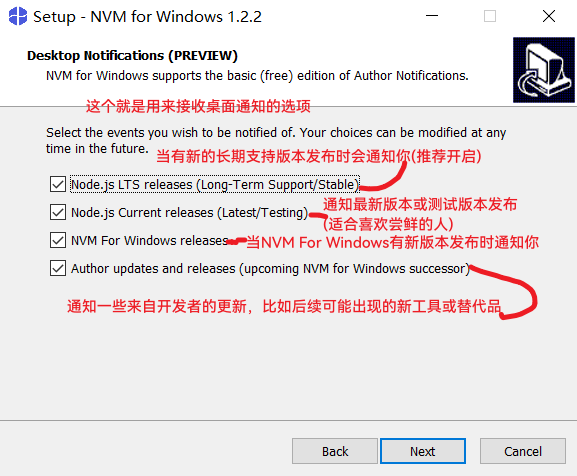 Setup - NVM for Windows 1.2.2
Desktop Notifications (PREVIEW)
NVM for Windows supports the basic (free) edition of Author Notifications.
这个就是用来接收桌面通知的选项
Select the events you wish to be notified of. Your choices can be modified at any
time in the future.
当有新的长期支持版本发布时会通知你(推荐开启)
Node.js LTS releases (Long-Term Support/Stable)
通知最新版本或测试版本发布
Node.js Current releases (Latest/Testing)
(适合喜欢尝鲜的人)
NVM For Windows releases
当NVM For Windows有新版本发布时通知你
Author updates and releases (upcoming NVM for Windows successor)
通知一些来自开发者的更新，比如后续可能出现的新工具或替代品
Back
Next
Cancel